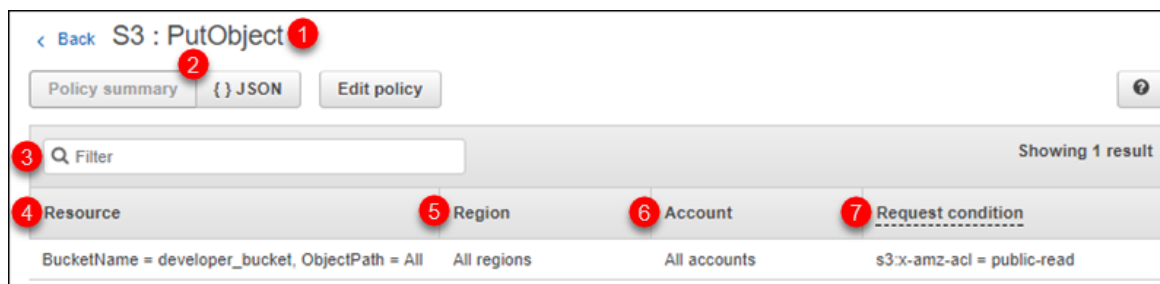 Back S3 : PutObject 1
2
Policy summary { } JSON Edit policy ?
3 Filter Showing 1 result
4 Resource 5 Region 6 Account 7 Request condition
BucketName = developer_bucket, ObjectPath = All All regions All accounts s3:x-amz-acl = public-read